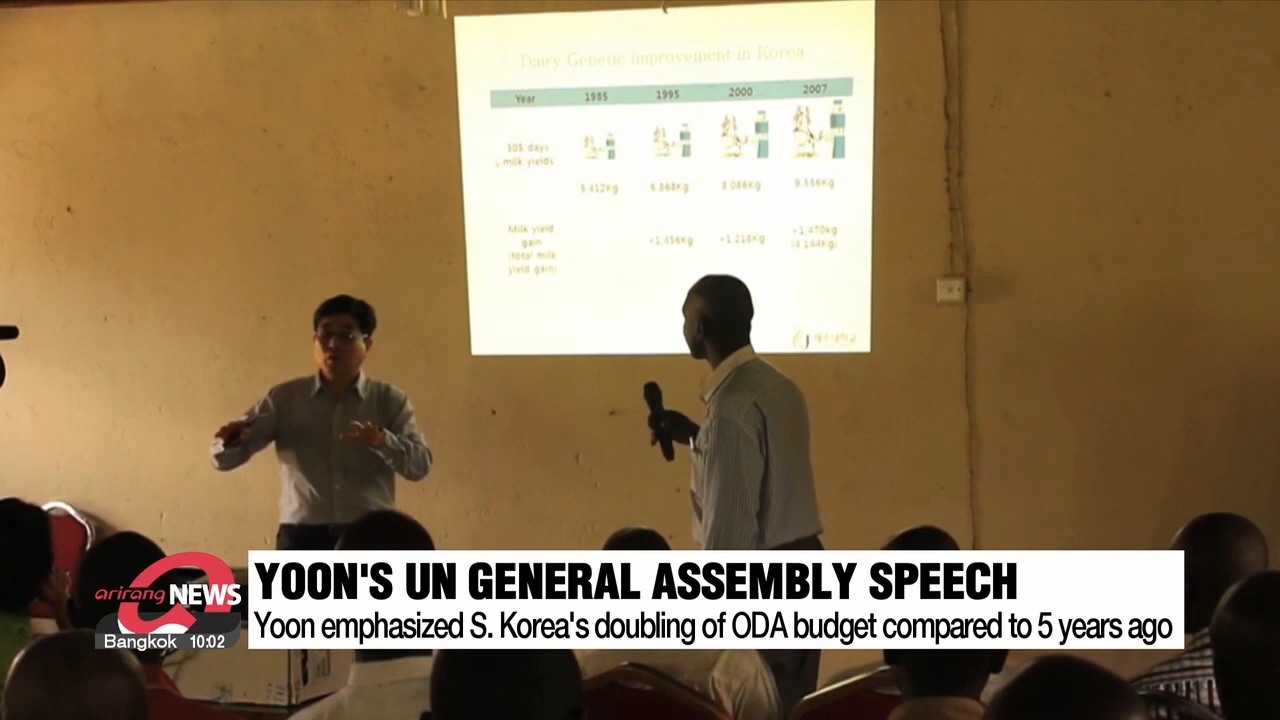 Dairy Genetic improvement in Korea
Year 1985 1995 2000 2007
305 days
milk yields
5.412Kg 6.868Kg 8.086Kg 9.556Kg
Milk yield
gain
(total milk
yield gain)
+1.456Kg +1.218Kg +1.470kg
(4.144Kg)
YOON'S UN GENERAL ASSEMBLY SPEECH
arirang NEWS
Yoon emphasized S. Korea's doubling of ODA budget compared to 5 years ago
Bangkok 10:02